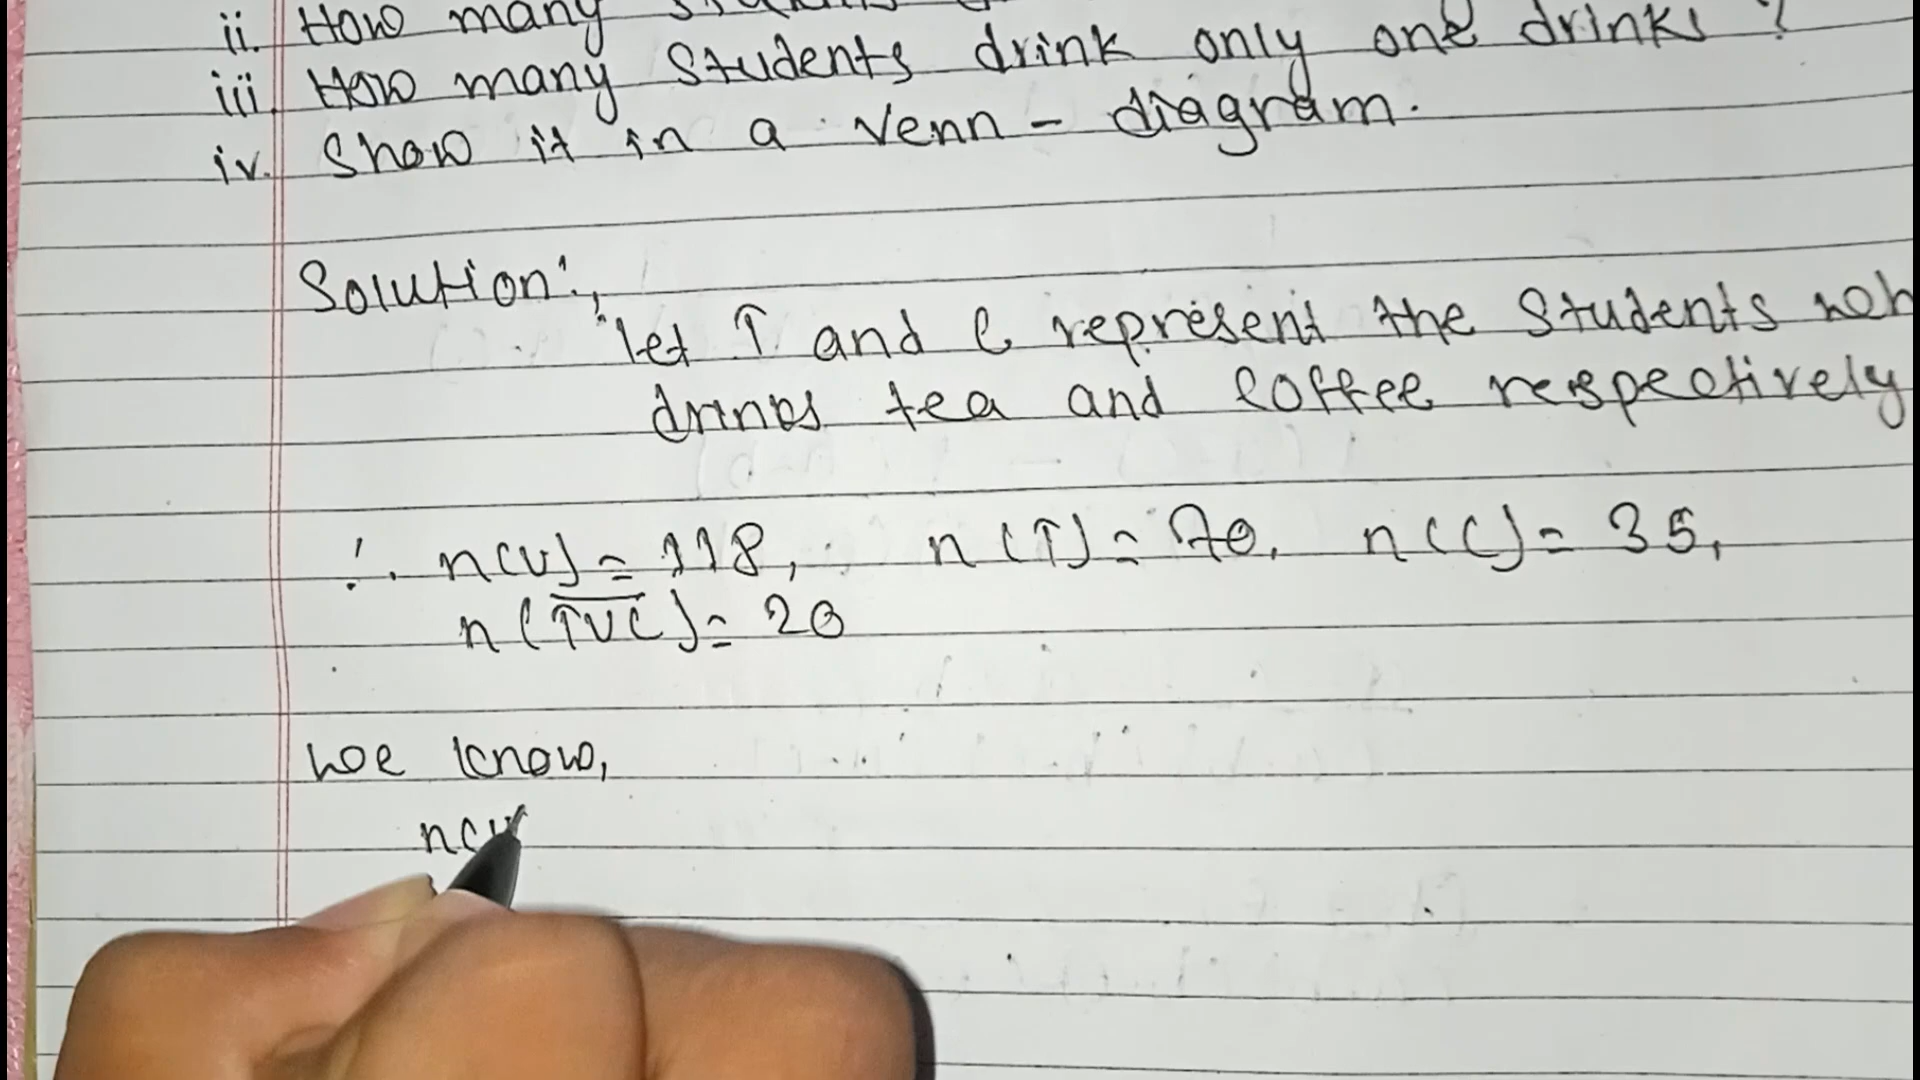 ii. How many
iii. How many students drink only one drinks ?
iv. Show it in a Venn - diagram.
Solution:,
let T and C represent the students wh
drinks tea and coffee respectively
∴ n(U) = 118, n(T) = 70, n(C) = 35,
n(\overline{T∪C}) = 20
we know,
n(U